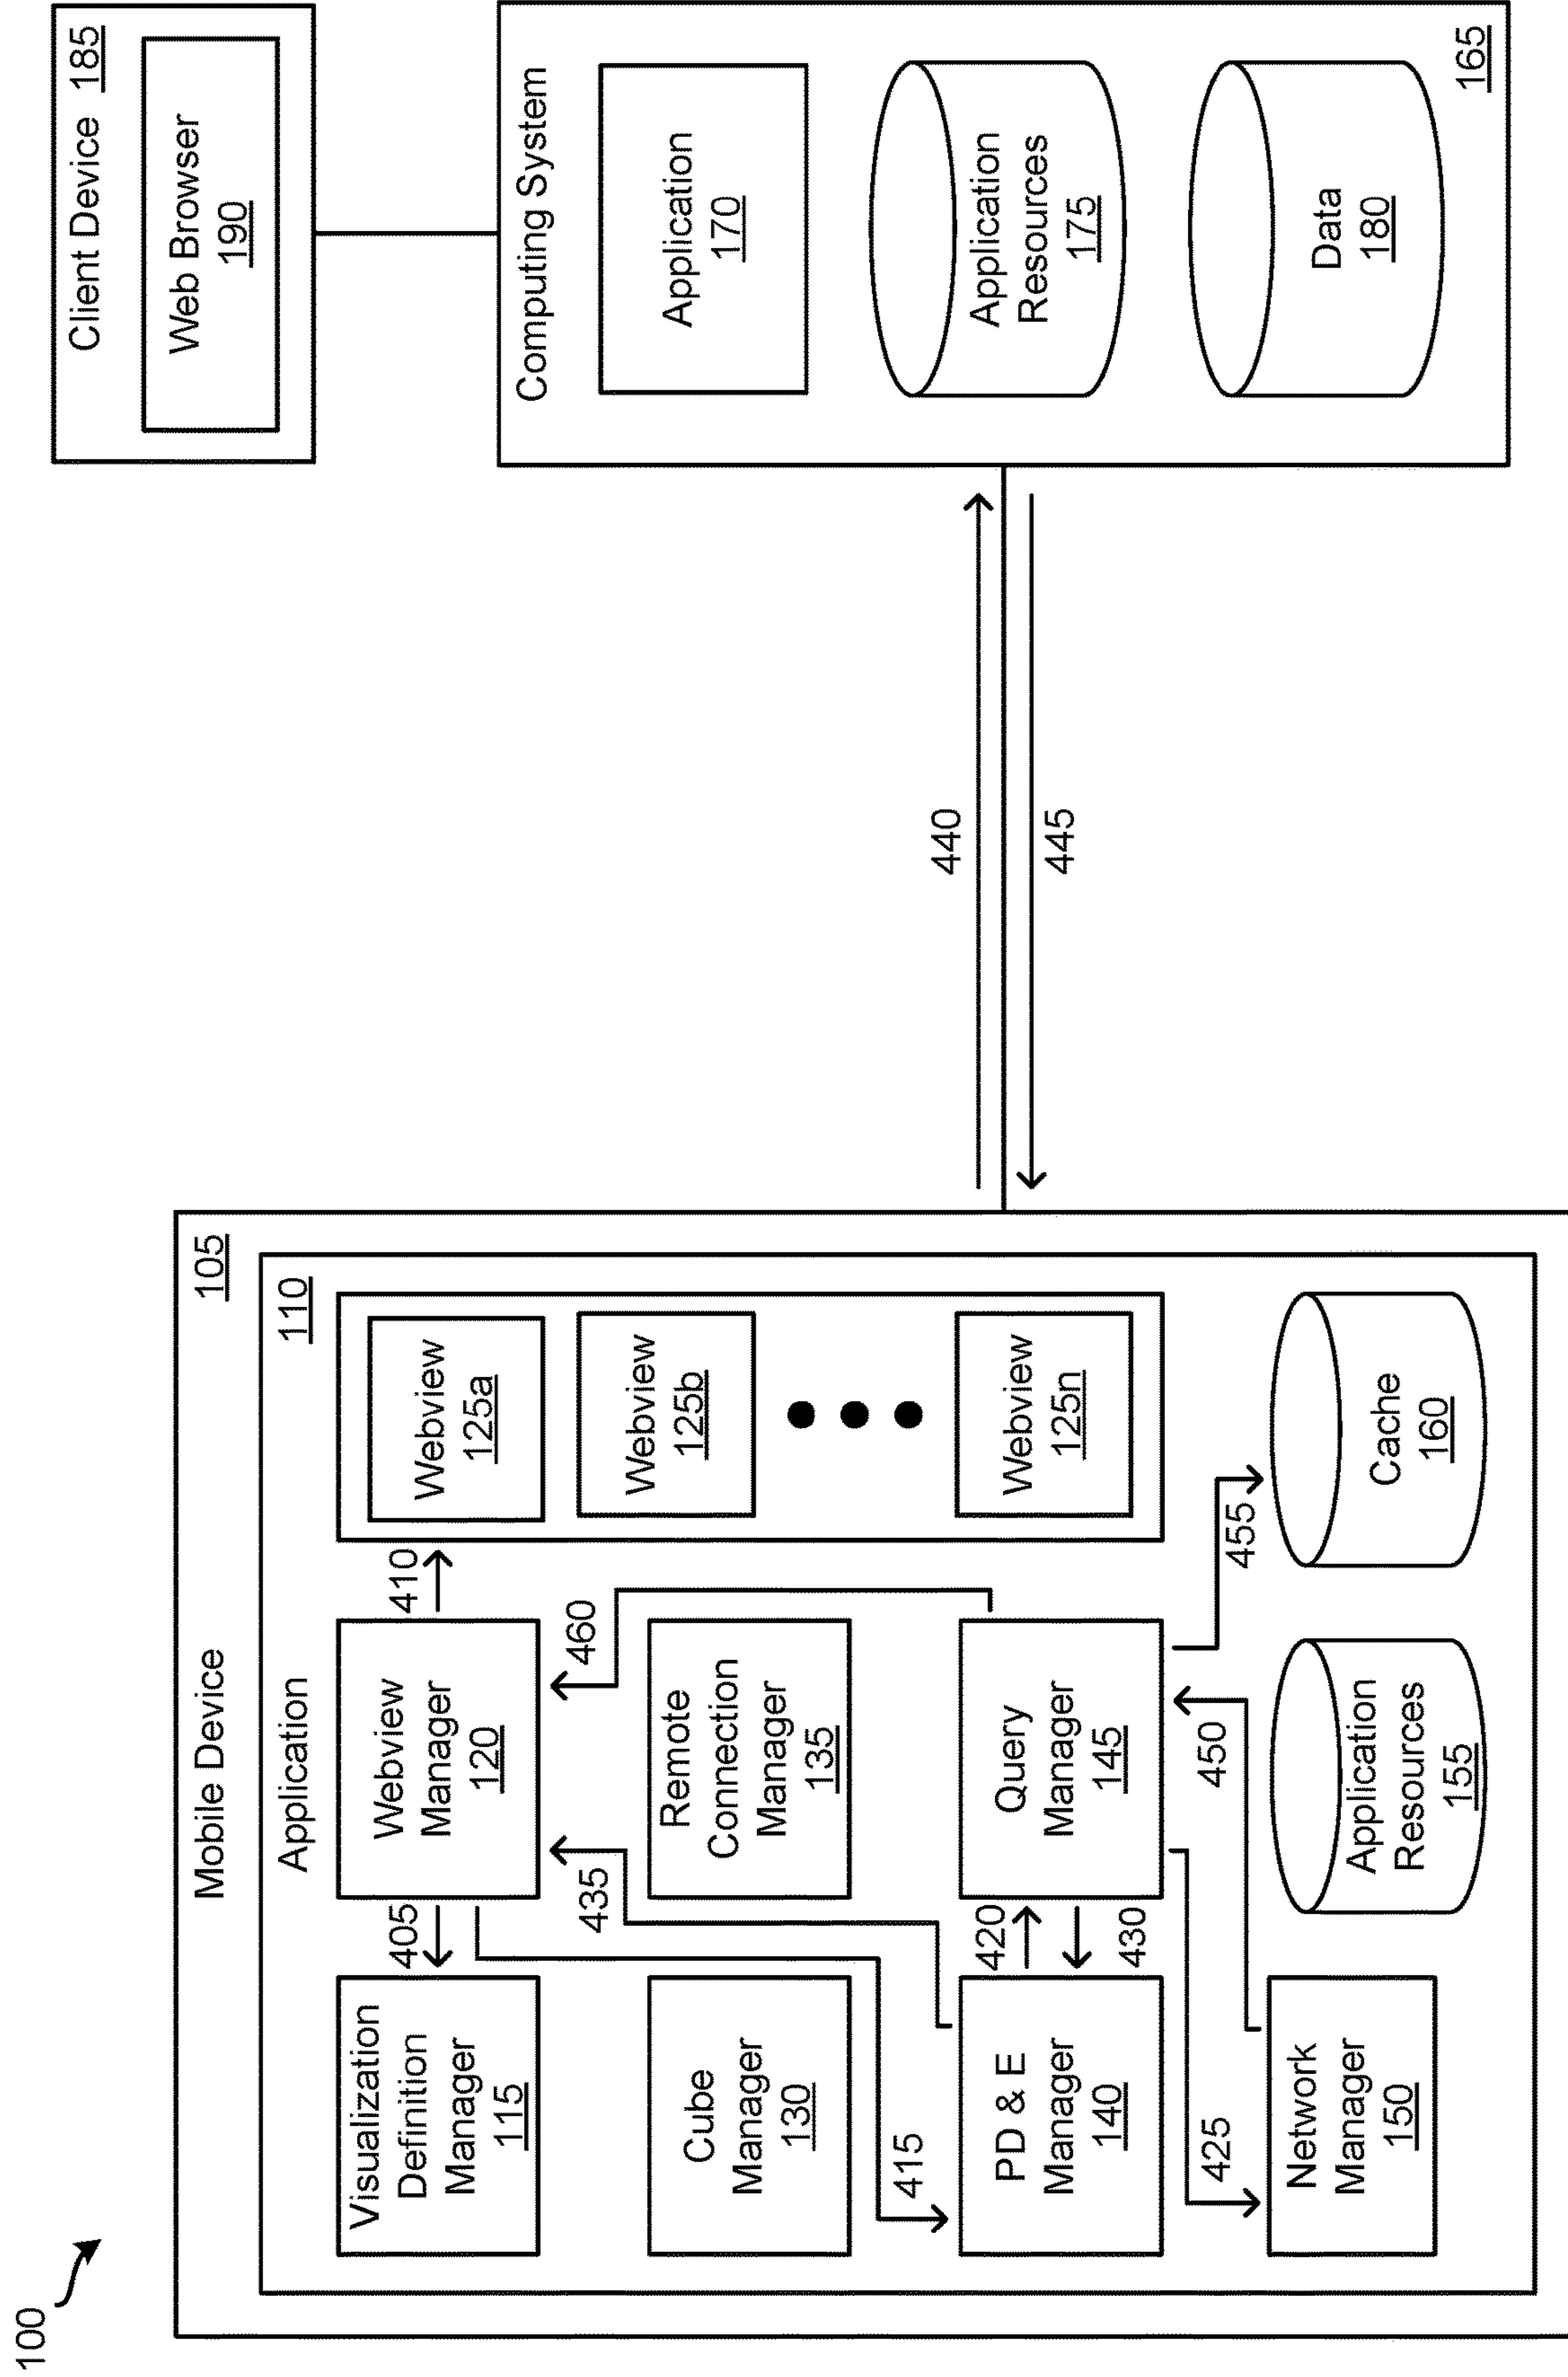 100
Mobile Device
105
Application
110
Visualization
Definition
Manager
115
405
Webview
Manager
120
410
Webview
125a
Webview
125b
Webview
125n
Cube
Manager
130
435
460
Remote
Connection
Manager
135
415
PD & E
Manager
140
420
430
Query
Manager
145
425
450
455
Network
Manager
150
Application
Resources
155
Cache
160
440
445
Client Device 185
Web Browser
190
Computing System
Application
170
Application
Resources
175
Data
180
165